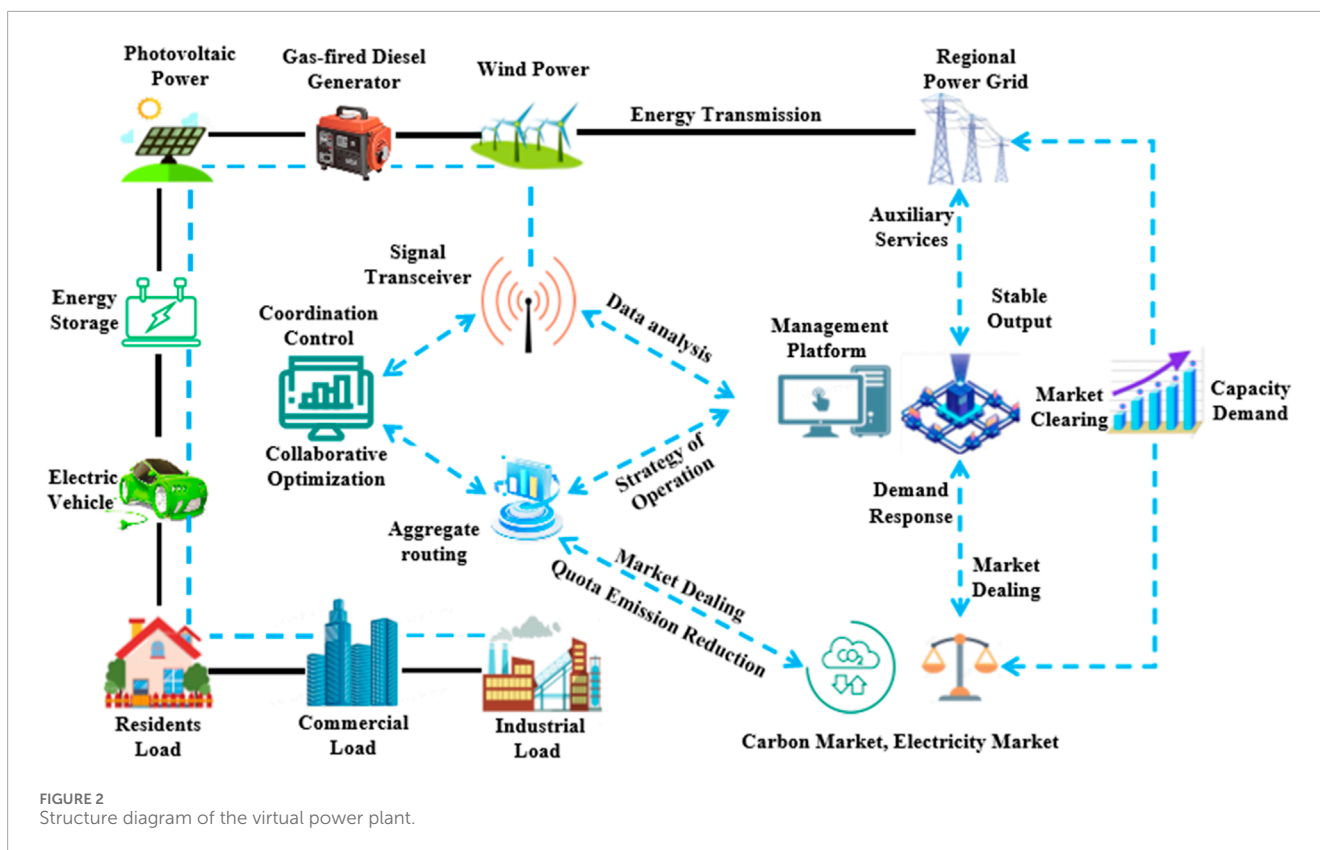 Photovoltaic
Power
Gas-fired Diesel
Generator
Wind Power
Regional
Power Grid
Energy Transmission
Auxiliary
Services
Signal
Transceiver
Energy
Storage
Coordination
Control
Data analysis
Management
Platform
Stable
Output
Market
Clearing
Capacity
Demand
Collaborative
Optimization
Strategy of
Operation
Electric
Vehicle
Demand
Response
Aggregate
routing
Market Dealing
Quota Emission Reduction
Market
Dealing
CO2
Residents
Load
Commercial
Load
Industrial
Load
Carbon Market, Electricity Market
FIGURE 2
Structure diagram of the virtual power plant.